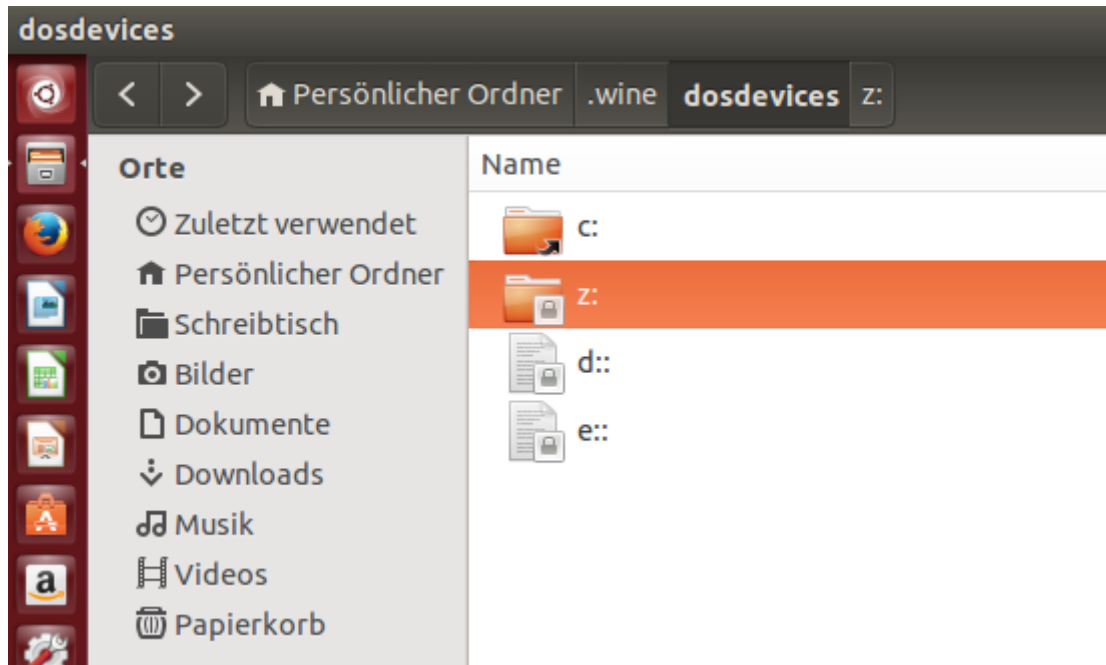 dosdevices
Persönlicher Ordner .wine dosdevices z:
Orte
Zuletzt verwendet
Persönlicher Ordner
Schreibtisch
Bilder
Dokumente
Downloads
Musik
Videos
Papierkorb
Name
c:
z:
d::
e::
A
a